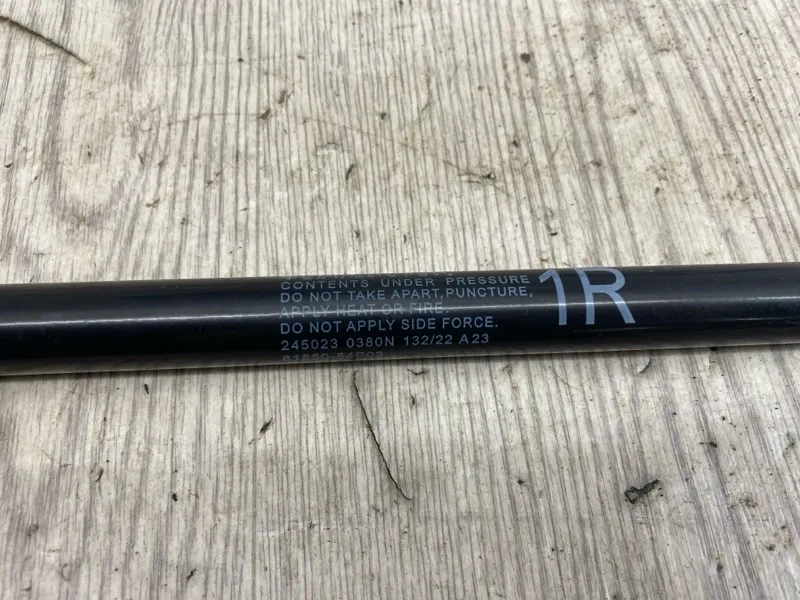 CONTENTS UNDER PRESSURE
DO NOT TAKE APART, PUNCTURE,
APPLY HEAT OR FIRE.
DO NOT APPLY SIDE FORCE.
245023 0380N 132/22 A23
1R